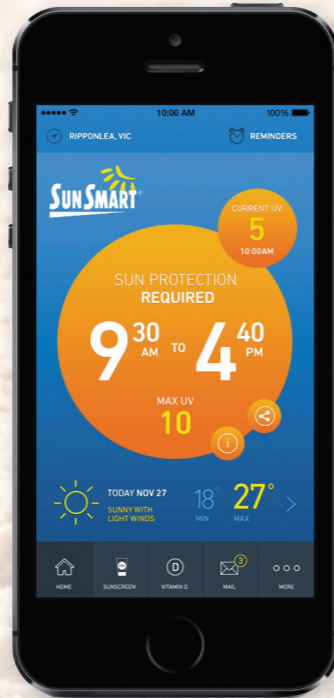 10:00 AM
100%
RIPPONLEA, VIC
REMINDERS
SUNSMART
CURRENT UV
5
10:00AM
SUN PROTECTION
REQUIRED
9 30 AM TO 4 40 PM
MAX UV
10
TODAY NOV 27
SUNNY WITH
LIGHT WINDS
18°
MIN
27°
MAX
D
3
HOME
SUNSCREEN
VITAMIN D
MAIL
MORE